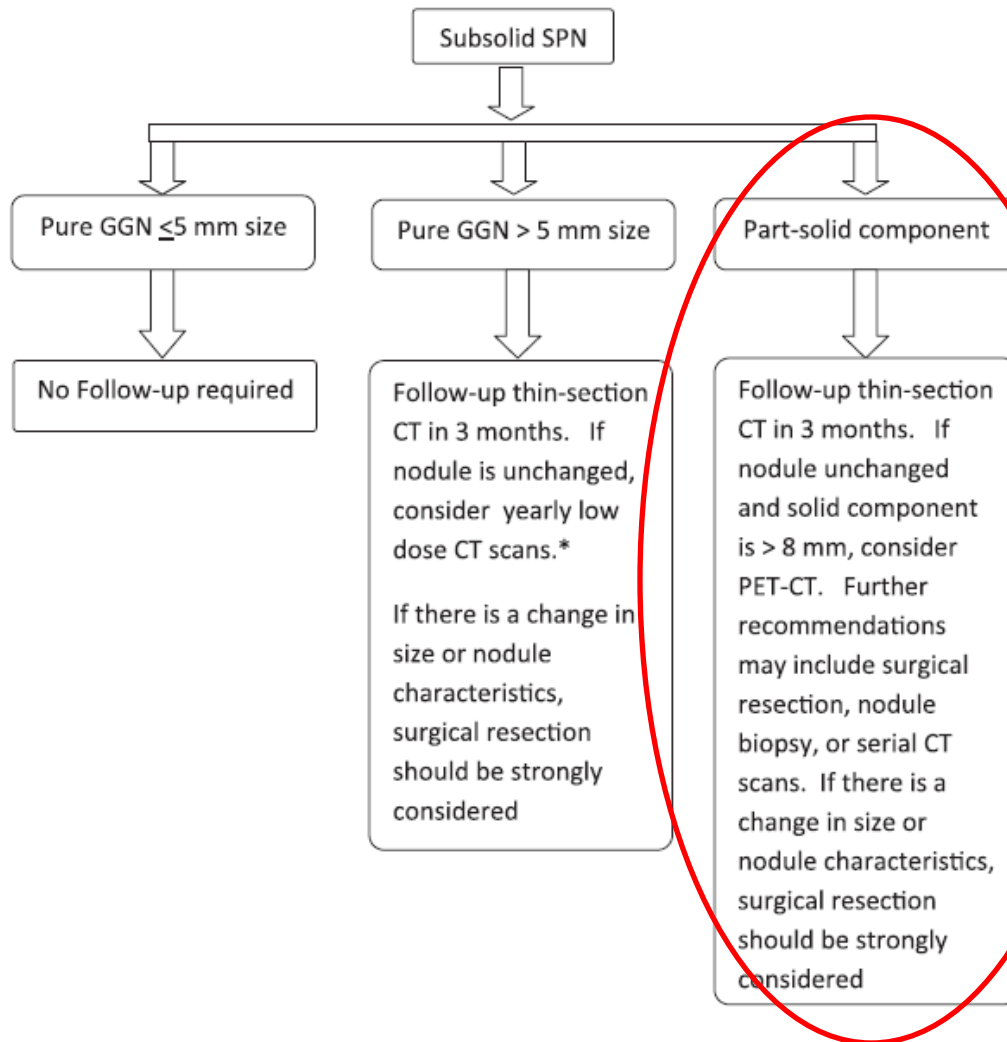 Subsolid SPN
Pure GGN ≤5 mm size
Pure GGN > 5 mm size
Part-solid component
No Follow-up required
Follow-up thin-section
CT in 3 months. If
nodule is unchanged,
consider yearly low
dose CT scans.*
If there is a change in
size or nodule
characteristics,
surgical resection
should be strongly
considered
Follow-up thin-section
CT in 3 months. If
nodule unchanged
and solid component
is > 8 mm, consider
PET-CT. Further
recommendations
may include surgical
resection, nodule
biopsy, or serial CT
scans. If there is a
change in size or
nodule characteristics,
surgical resection
should be strongly
considered